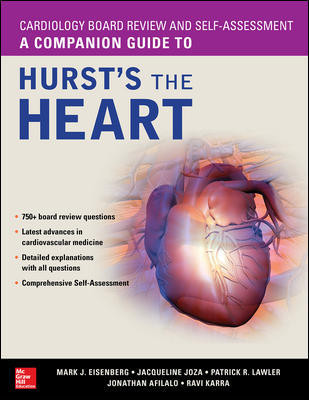 CARDIOLOGY BOARD REVIEW AND SELF-ASSESSMENT
A COMPANION GUIDE TO
HURST'S THE
HEART
• 750+ board review questions
• Latest advances in
cardiovascular medicine
• Detailed explanations
with all questions
• Comprehensive Self-Assessment
Mc
Graw
Hill
Education
MARK J. EISENBERG • JACQUELINE JOZA • PATRICK R. LAWLER
JONATHAN AFILALO • RAVI KARRA